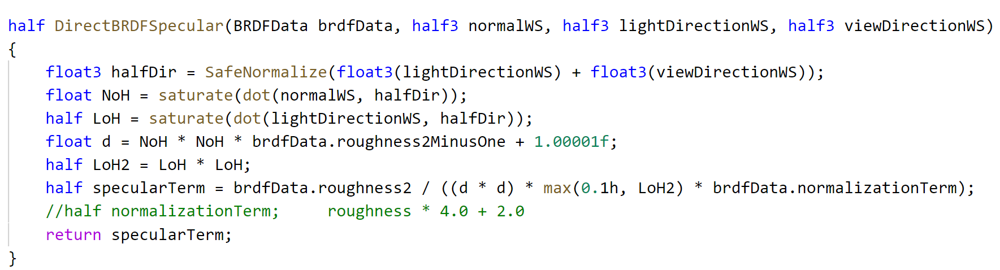 half DirectBRDFSpecular(BRDFData brdfData, half3 normalWS, half3 lightDirectionWS, half3 viewDirectionWS)
{
    float3 halfDir = SafeNormalize(float3(lightDirectionWS) + float3(viewDirectionWS));
    float NoH = saturate(dot(normalWS, halfDir));
    half LoH = saturate(dot(lightDirectionWS, halfDir));
    float d = NoH * NoH * brdfData.roughness2MinusOne + 1.00001f;
    half LoH2 = LoH * LoH;
    half specularTerm = brdfData.roughness2 / ((d * d) * max(0.1h, LoH2) * brdfData.normalizationTerm);
    //half normalizationTerm;     roughness * 4.0 + 2.0
    return specularTerm;
}